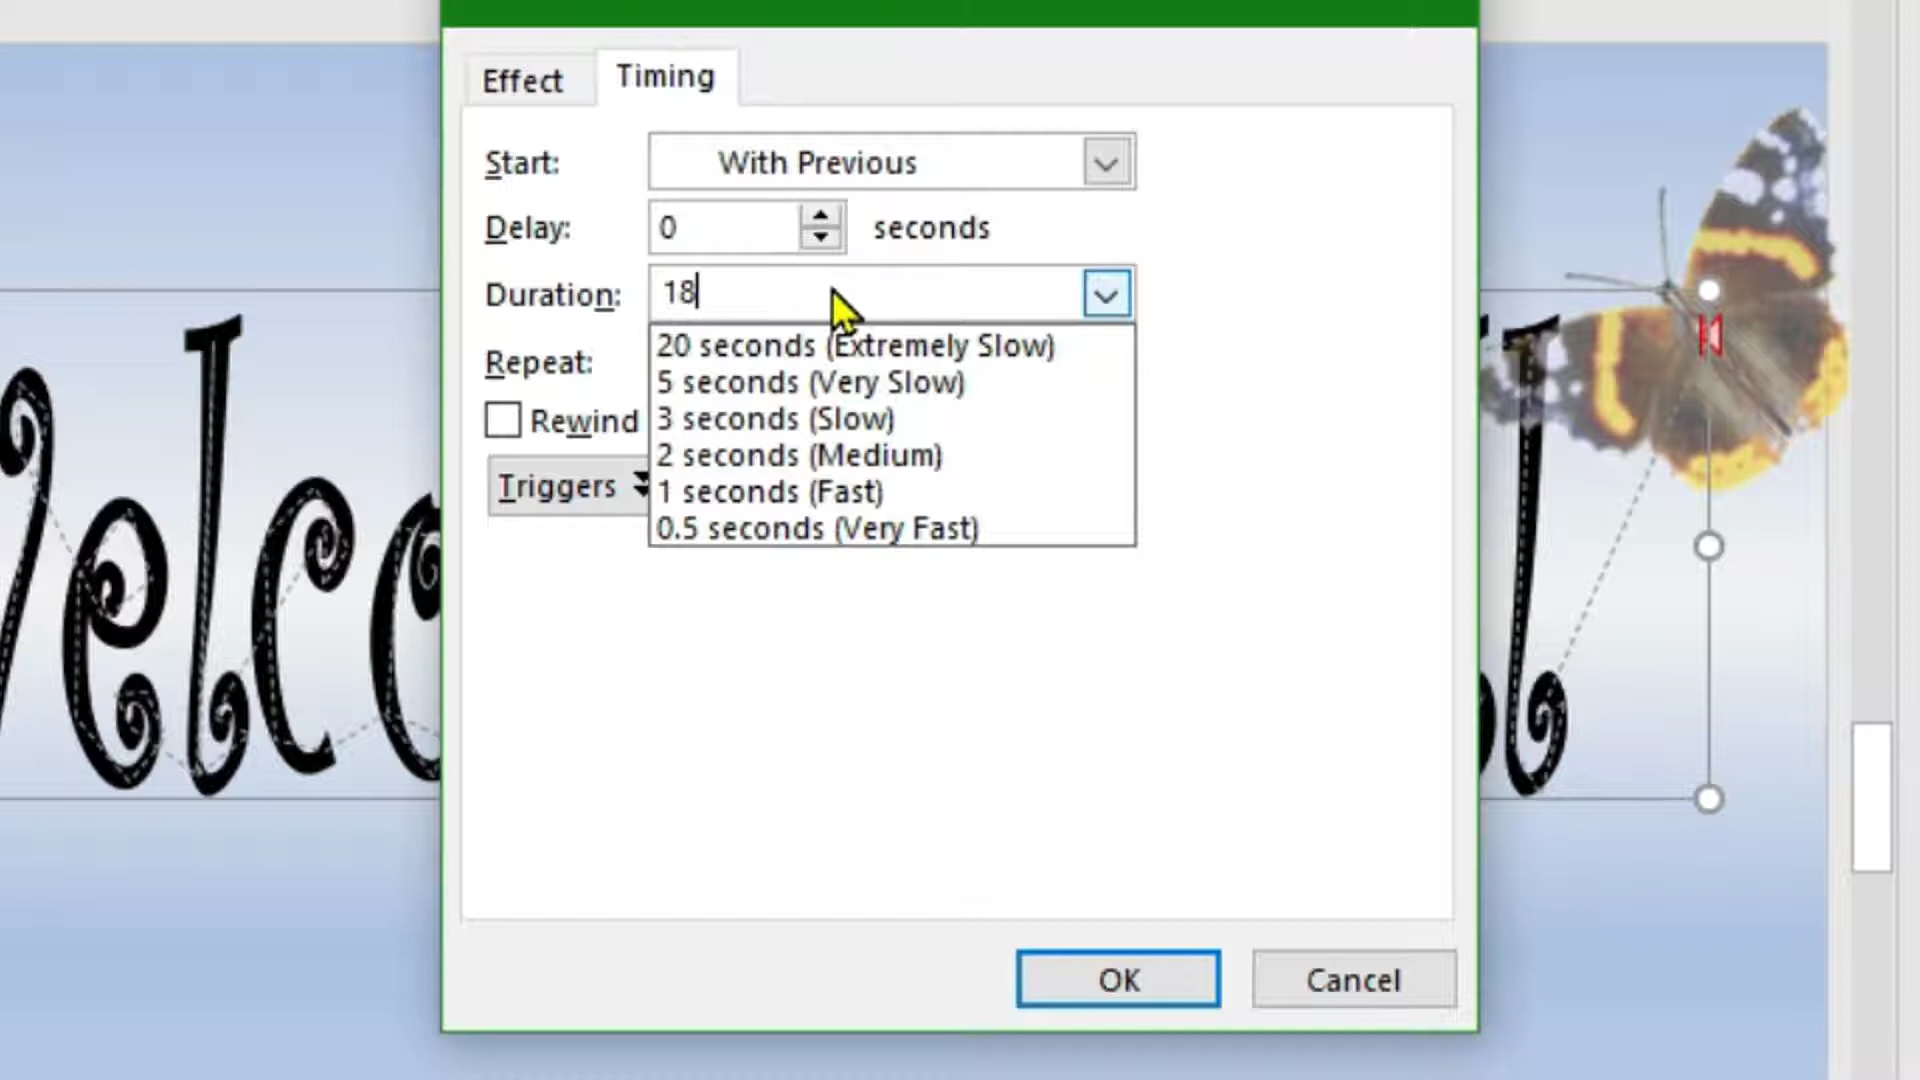 Effect
Timing
Start: With Previous
Delay: 0 seconds
Duration: 18
20 seconds (Extremely Slow)
5 seconds (Very Slow)
Repeat:
3 seconds (Slow)
Rewind
2 seconds (Medium)
Triggers
1 seconds (Fast)
0.5 seconds (Very Fast)
elc
OK
Cancel